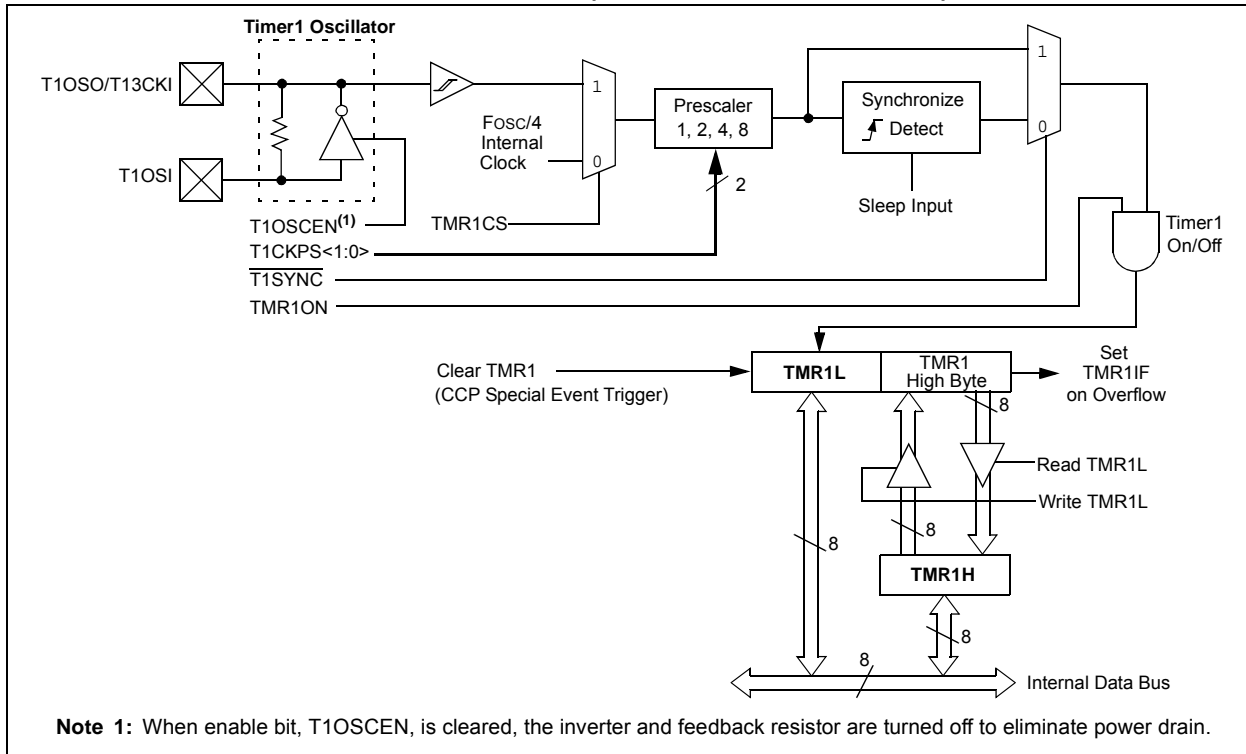 Timer1 Oscillator
T1OSO/T13CKI
T1OSI
FOSC/4
Internal
Clock
1
0
Prescaler
1, 2, 4, 8
2
Synchronize
Detect
Sleep Input
1
0
T1OSCEN(1)
TMR1CS
T1CKPS<1:0>
T1SYNC
TMR1ON
Timer1
On/Off
Clear TMR1
(CCP Special Event Trigger)
TMR1L
TMR1
High Byte
Set
TMR1IF
on Overflow
8
Read TMR1L
Write TMR1L
8
8
TMR1H
8
8
Internal Data Bus
Note 1: When enable bit, T1OSCEN, is cleared, the inverter and feedback resistor are turned off to eliminate power drain.